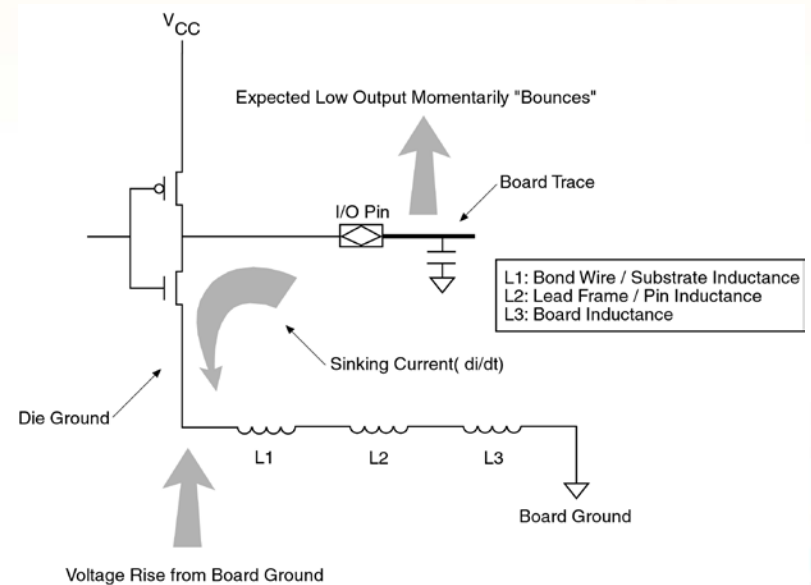 VCC
Expected Low Output Momentarily "Bounces"
Board Trace
I/O Pin
L1: Bond Wire / Substrate Inductance
L2: Lead Frame / Pin Inductance
L3: Board Inductance
Sinking Current( di/dt)
Die Ground
L1 L2 L3
Board Ground
Voltage Rise from Board Ground